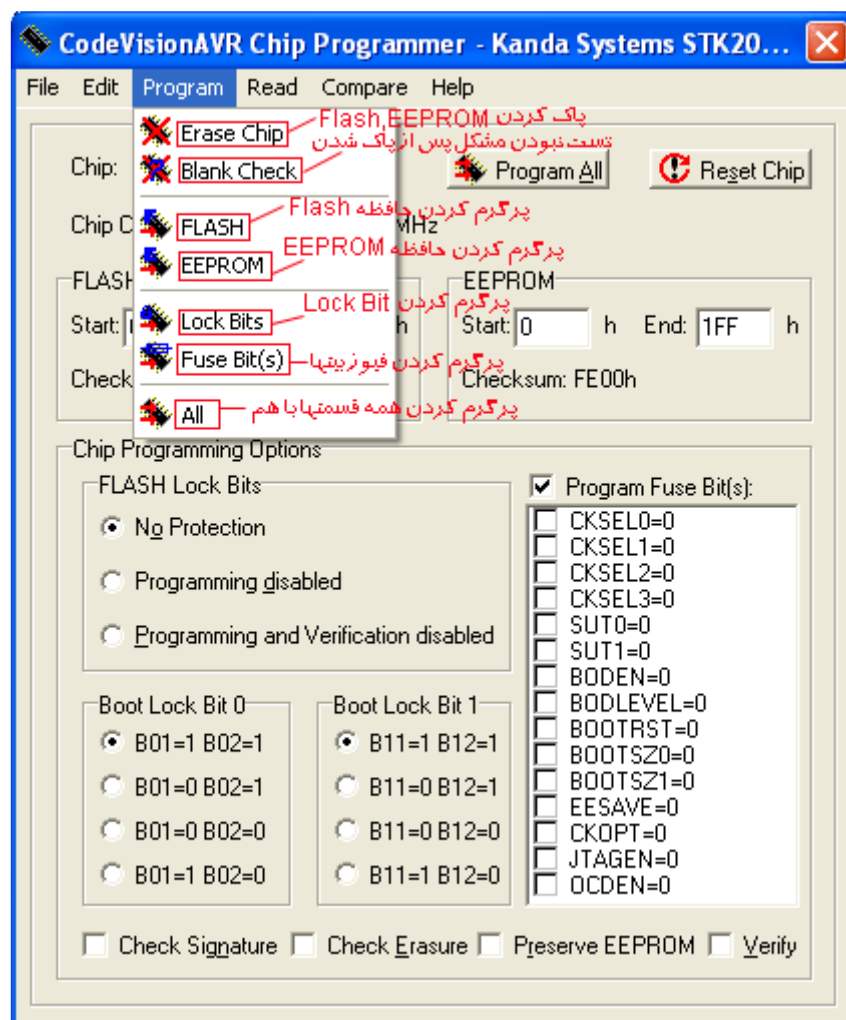 CodeVisionAVR Chip Programmer - Kanda Systems STK20...
File Edit Program Read Compare Help
Erase Chip پاک کردن Flash,EEPROM
Blank Check تست نبودن مشکل پس از پاک شدن
Chip: Program All Reset Chip
FLASH پرگرم کردن حافظه Flash
Chip C MHz
EEPROM پرگرم کردن حافظه EEPROM
FLASH EEPROM
Lock Bits پرگرم کردن Lock Bit
Start: h Start: 0 h End: 1FF h
Fuse Bit(s) پرگرم کردن فیوزبیتها
Check Checksum: FE00h
All پرگرم کردن همه قسمتها با هم
Chip Programming Options
FLASH Lock Bits
No Protection
Programming disabled
Programming and Verification disabled
Program Fuse Bit(s):
CKSEL0=0
CKSEL1=0
CKSEL2=0
CKSEL3=0
SUT0=0
SUT1=0
BODEN=0
BODLEVEL=0
BOOTRST=0
BOOTSZ0=0
BOOTSZ1=0
EESAVE=0
CKOPT=0
JTAGEN=0
OCDEN=0
Boot Lock Bit 0
B01=1 B02=1
B01=0 B02=1
B01=0 B02=0
B01=1 B02=0
Boot Lock Bit 1
B11=1 B12=1
B11=0 B12=1
B11=0 B12=0
B11=1 B12=0
Check Signature Check Erasure Preserve EEPROM Verify